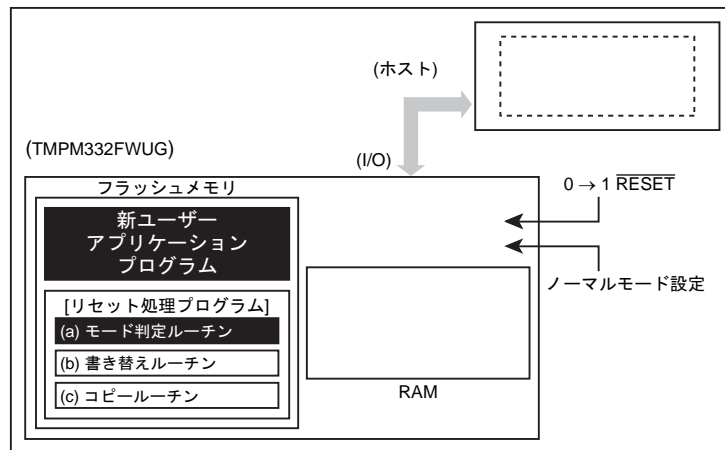 (ホスト)
(TMPM332FWUG)
(I/O)
0 → 1 RESET
フラッシュメモリ
新ユーザー
アプリケーション
プログラム
ノーマルモード設定
[リセット処理プログラム]
(a) モード判定ルーチン
(b) 書き替えルーチン
(c) コピールーチン
RAM